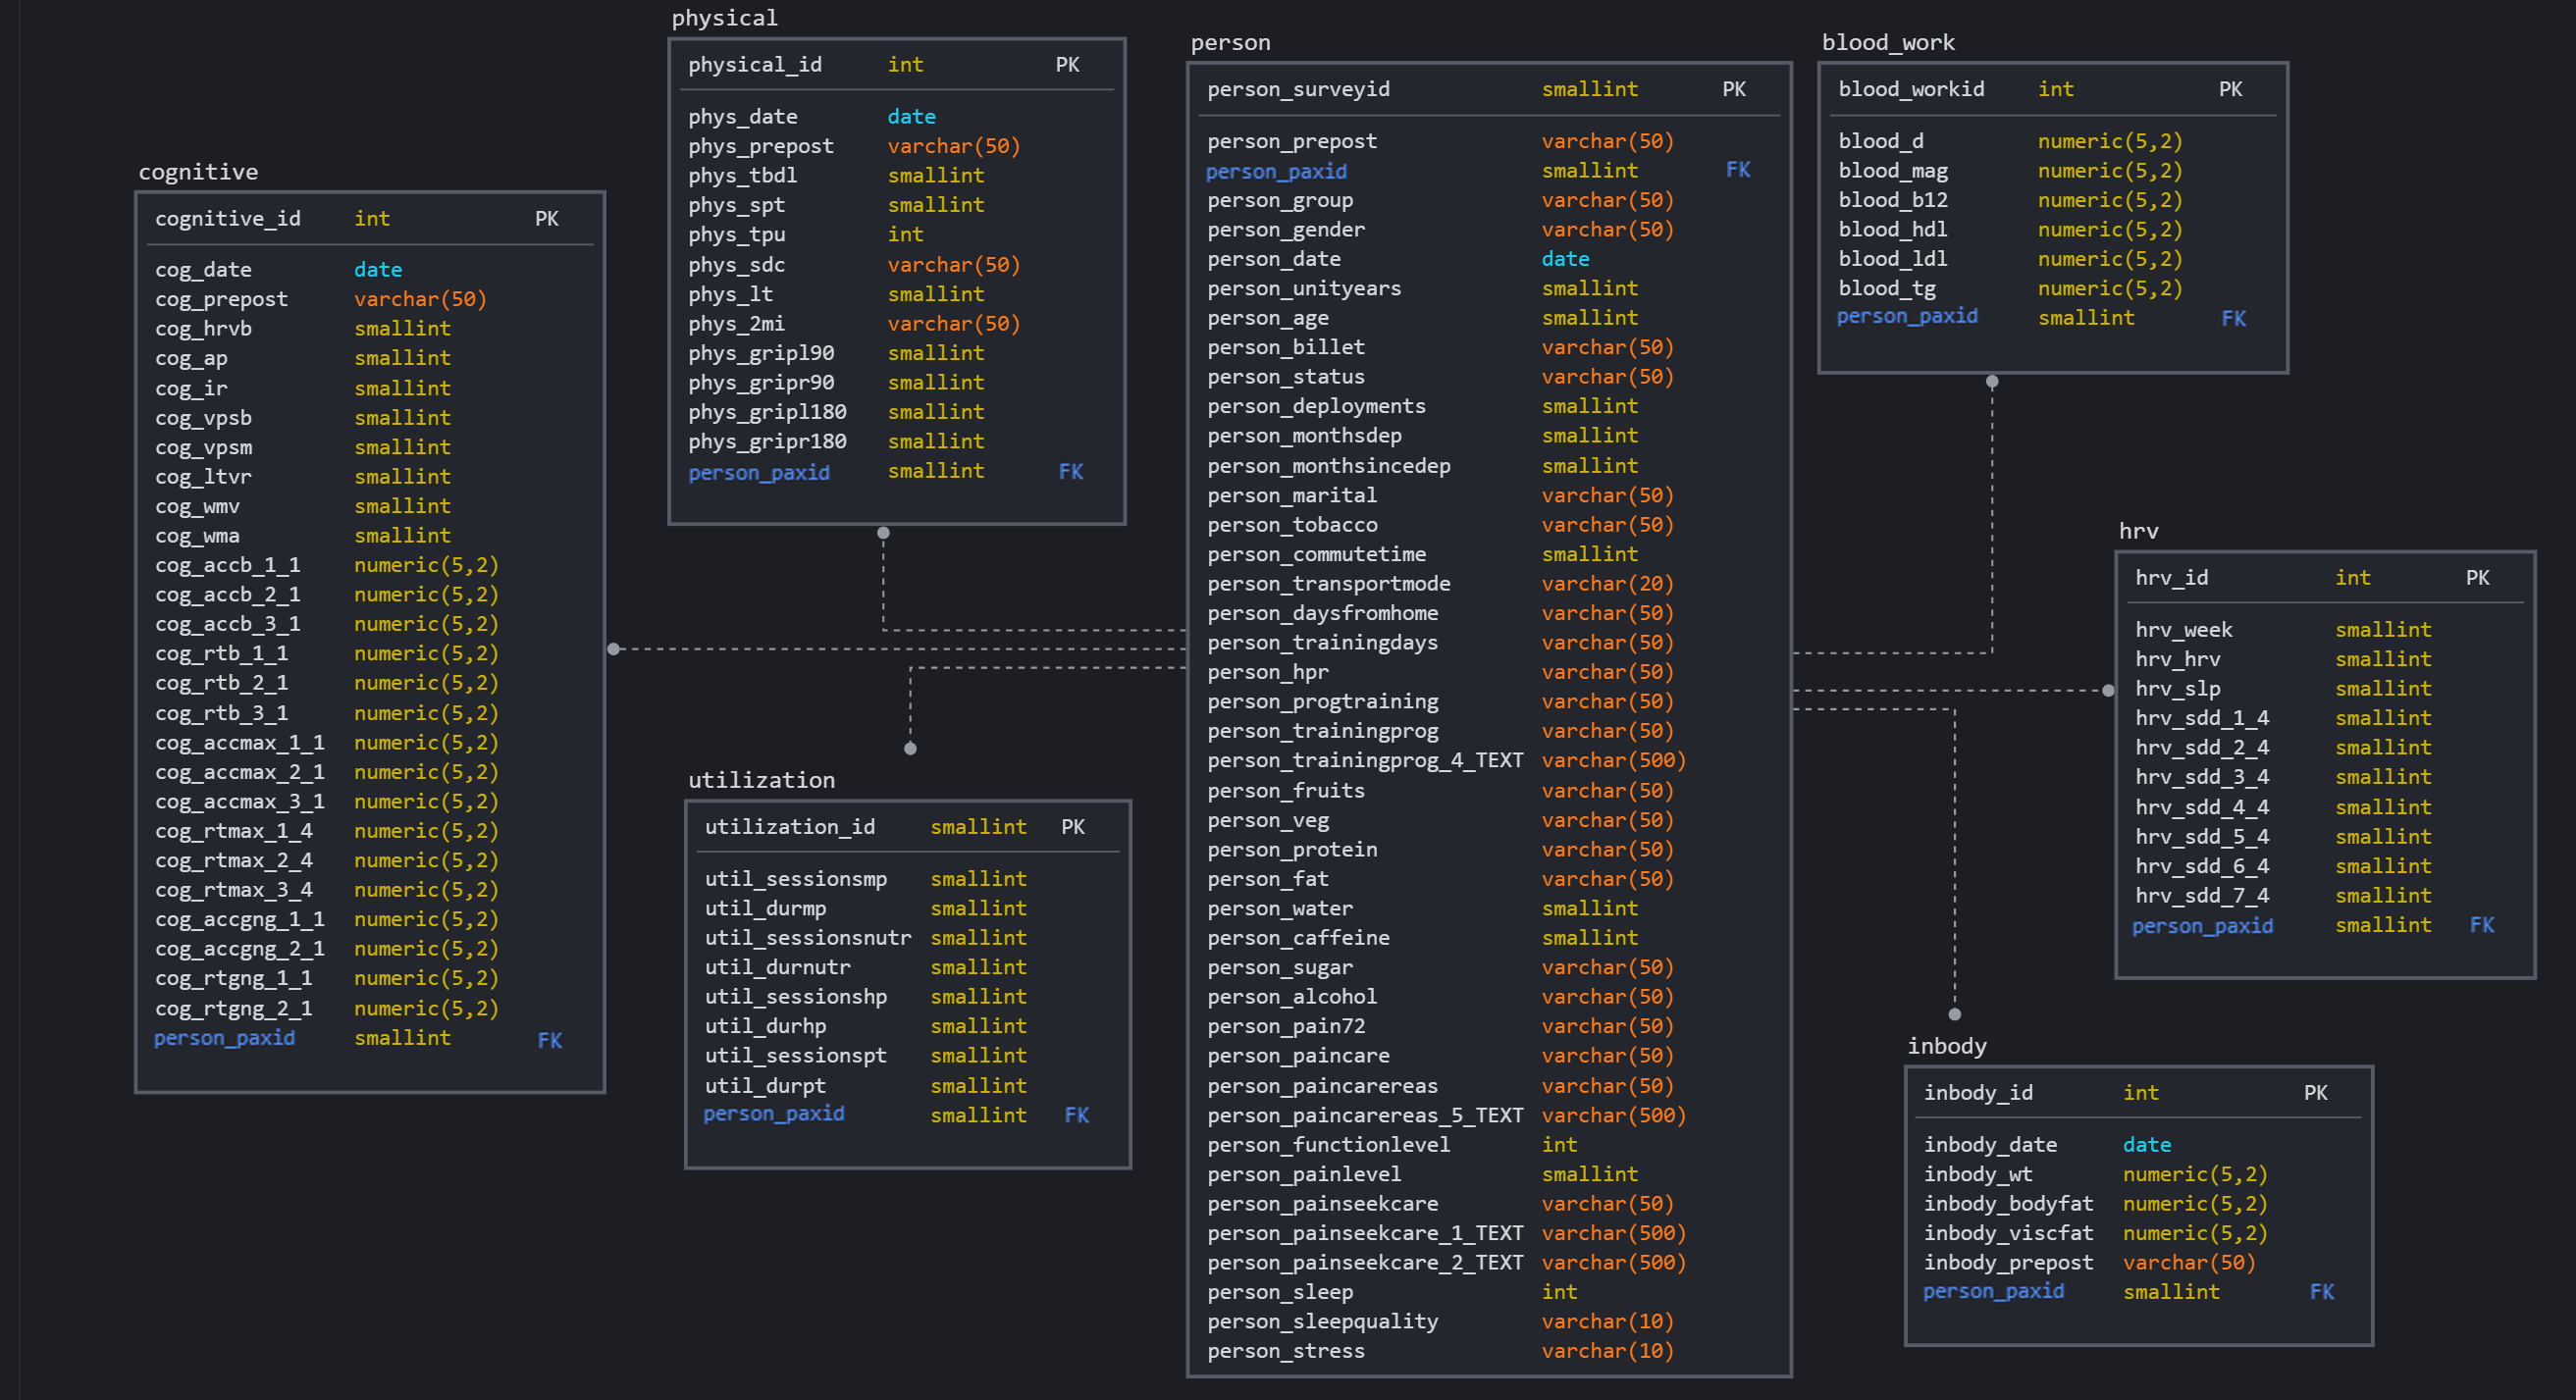 cognitive
cognitive_id int PK
cog_date date
cog_prepost varchar(50)
cog_hrvb smallint
cog_ap smallint
cog_ir smallint
cog_vpsb smallint
cog_vpsm smallint
cog_ltvr smallint
cog_wmv smallint
cog_wma smallint
cog_accb_1_1 numeric(5,2)
cog_accb_2_1 numeric(5,2)
cog_accb_3_1 numeric(5,2)
cog_rtb_1_1 numeric(5,2)
cog_rtb_2_1 numeric(5,2)
cog_rtb_3_1 numeric(5,2)
cog_accmax_1_1 numeric(5,2)
cog_accmax_2_1 numeric(5,2)
cog_accmax_3_1 numeric(5,2)
cog_rtmax_1_4 numeric(5,2)
cog_rtmax_2_4 numeric(5,2)
cog_rtmax_3_4 numeric(5,2)
cog_accgng_1_1 numeric(5,2)
cog_accgng_2_1 numeric(5,2)
cog_rtgng_1_1 numeric(5,2)
cog_rtgng_2_1 numeric(5,2)
person_paxid smallint FK
physical
physical_id int PK
phys_date date
phys_prepost varchar(50)
phys_tbdl smallint
phys_spt smallint
phys_tpu int
phys_sdc varchar(50)
phys_lt smallint
phys_2mi varchar(50)
phys_gripl90 smallint
phys_gripr90 smallint
phys_gripl180 smallint
phys_gripr180 smallint
person_paxid smallint FK
utilization
utilization_id smallint PK
util_sessionsmp smallint
util_durmp smallint
util_sessionsnutr smallint
util_durnutr smallint
util_sessionshp smallint
util_durhp smallint
util_sessionspt smallint
util_durpt smallint
person_paxid smallint FK
person
person_surveyid smallint PK
person_prepost varchar(50)
person_paxid smallint FK
person_group varchar(50)
person_gender varchar(50)
person_date date
person_unityears smallint
person_age smallint
person_billet varchar(50)
person_status varchar(50)
person_deployments smallint
person_monthsdep smallint
person_monthsincedep smallint
person_marital varchar(50)
person_tobacco varchar(50)
person_commutetime smallint
person_transportmode varchar(20)
person_daysfromhome varchar(50)
person_trainingdays varchar(50)
person_hpr varchar(50)
person_progtraining varchar(50)
person_trainingprog varchar(50)
person_trainingprog_4_TEXT varchar(500)
person_fruits varchar(50)
person_veg varchar(50)
person_protein varchar(50)
person_fat varchar(50)
person_water smallint
person_caffeine smallint
person_sugar varchar(50)
person_alcohol varchar(50)
person_pain72 varchar(50)
person_paincare varchar(50)
person_paincarereas varchar(50)
person_paincarereas_5_TEXT varchar(500)
person_functionlevel int
person_painlevel smallint
person_painseekcare varchar(50)
person_painseekcare_1_TEXT varchar(500)
person_painseekcare_2_TEXT varchar(500)
person_sleep int
person_sleepquality varchar(10)
person_stress varchar(10)
blood_work
blood_workid int PK
blood_d numeric(5,2)
blood_mag numeric(5,2)
blood_b12 numeric(5,2)
blood_hdl numeric(5,2)
blood_ldl numeric(5,2)
blood_tg numeric(5,2)
person_paxid smallint FK
hrv
hrv_id int PK
hrv_week smallint
hrv_hrv smallint
hrv_slp smallint
hrv_sdd_1_4 smallint
hrv_sdd_2_4 smallint
hrv_sdd_3_4 smallint
hrv_sdd_4_4 smallint
hrv_sdd_5_4 smallint
hrv_sdd_6_4 smallint
hrv_sdd_7_4 smallint
person_paxid smallint FK
inbody
inbody_id int PK
inbody_date date
inbody_wt numeric(5,2)
inbody_bodyfat numeric(5,2)
inbody_viscfat numeric(5,2)
inbody_prepost varchar(50)
person_paxid smallint FK